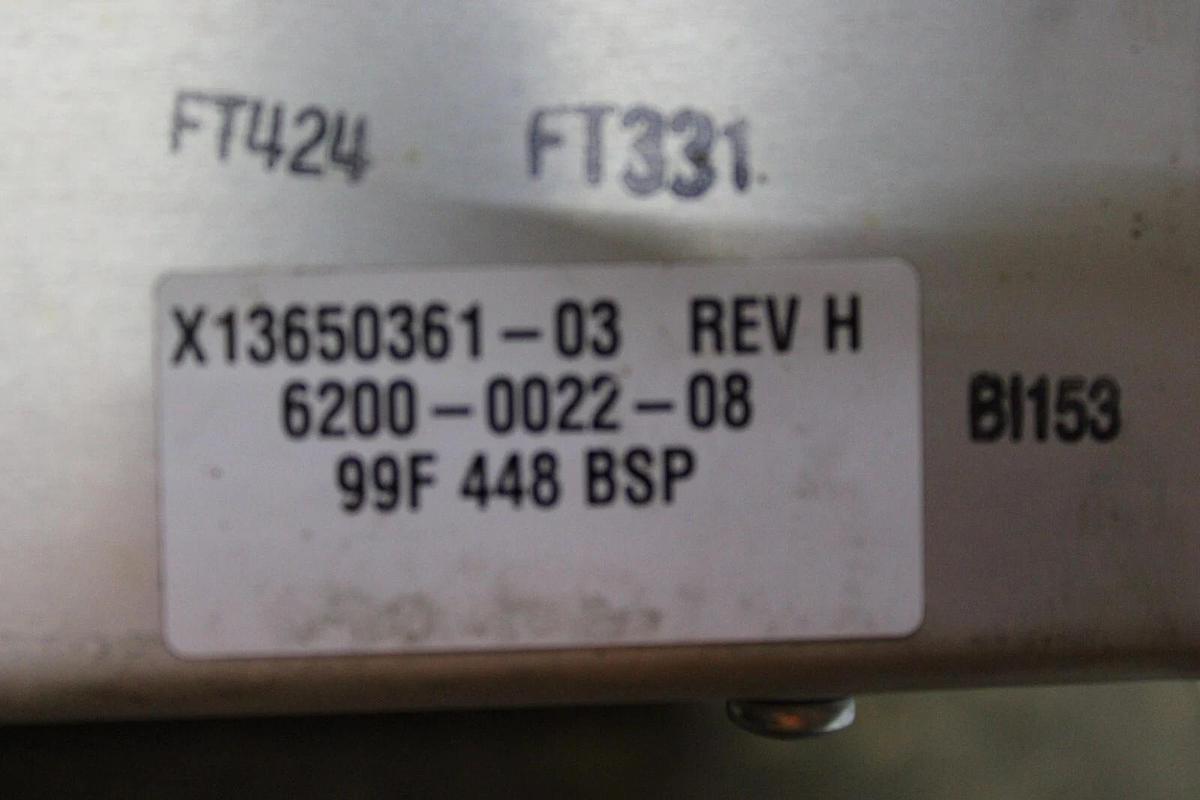 FT424 FT331
X13650361-03 REV H
6200-0022-08
99F 448 BSP
BI153